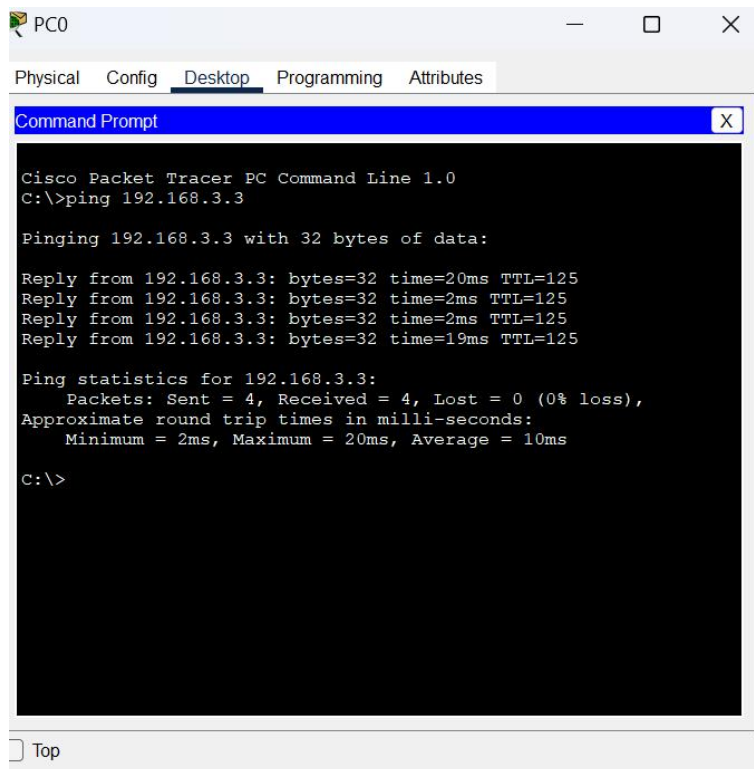 PC0
Physical Config Desktop Programming Attributes
Command Prompt X
Cisco Packet Tracer PC Command Line 1.0
C:\>ping 192.168.3.3
Pinging 192.168.3.3 with 32 bytes of data:
Reply from 192.168.3.3: bytes=32 time=20ms TTL=125
Reply from 192.168.3.3: bytes=32 time=2ms TTL=125
Reply from 192.168.3.3: bytes=32 time=2ms TTL=125
Reply from 192.168.3.3: bytes=32 time=19ms TTL=125
Ping statistics for 192.168.3.3:
Packets: Sent = 4, Received = 4, Lost = 0 (0% loss),
Approximate round trip times in milli-seconds:
Minimum = 2ms, Maximum = 20ms, Average = 10ms
C:\>
Top